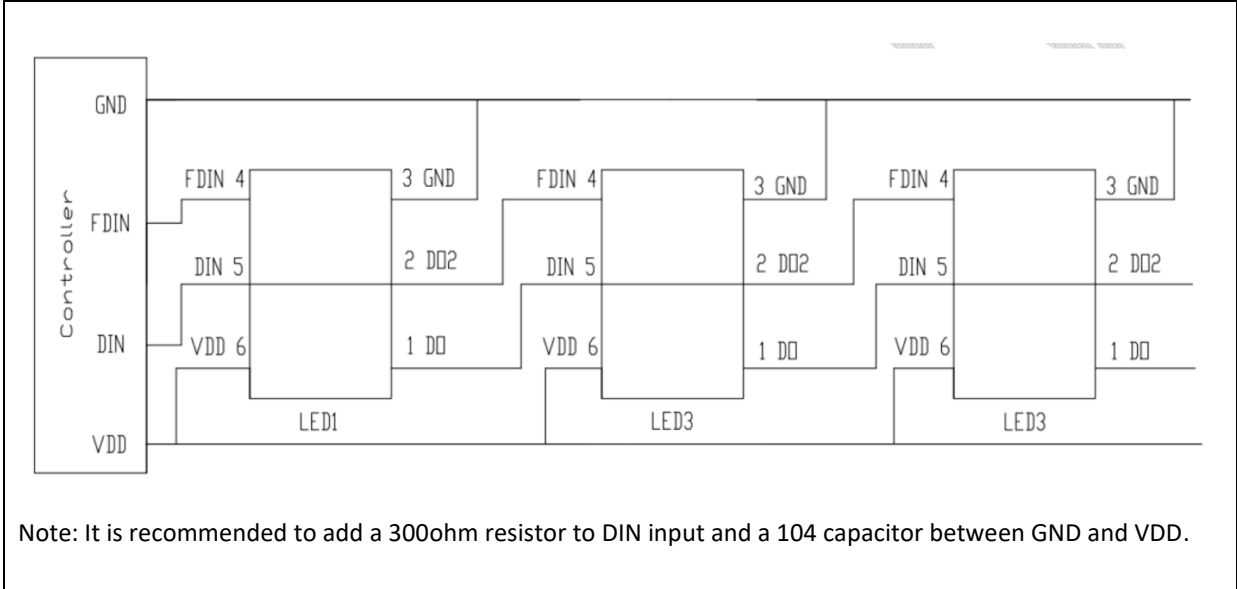 GND
FDIN 4
3 GND
FDIN 4
3 GND
FDIN 4
3 GND
Controller
FDIN
DIN 5
2 DO2
DIN 5
2 DO2
DIN 5
2 DO2
DIN
VDD 6
1 DO
VDD 6
1 DO
VDD 6
1 DO
LED1
LED3
LED3
VDD
Note: It is recommended to add a 300ohm resistor to DIN input and a 104 capacitor between GND and VDD.